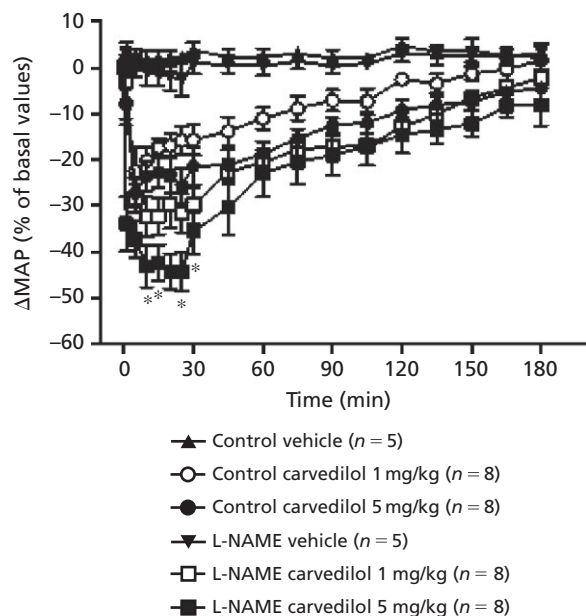 10
0
–10
–20
–30
–40
–50
–60
ΔMAP (% of basal values)
* * * *
0 30 60 90 120 150 180
Time (min)
Control vehicle (n = 5)
Control carvedilol 1 mg/kg (n = 8)
Control carvedilol 5 mg/kg (n = 8)
L-NAME vehicle (n = 5)
L-NAME carvedilol 1 mg/kg (n = 8)
L-NAME carvedilol 5 mg/kg (n = 8)